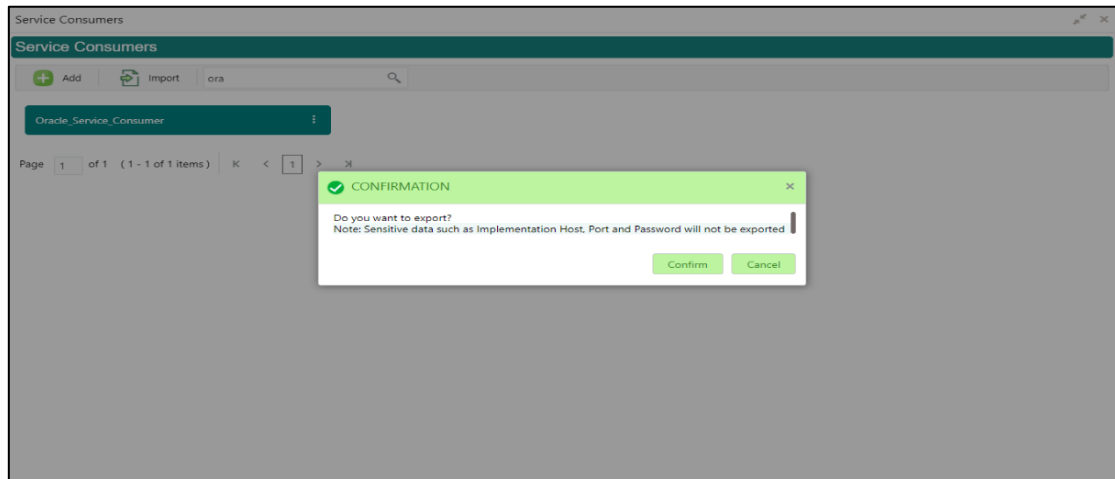 Service Consumers
Service Consumers
Add Import ora
Oracle_Service_Consumer
Page 1 of 1 (1 - 1 of 1 items) K < 1 > X
CONFIRMATION
Do you want to export?
Note: Sensitive data such as Implementation Host, Port and Password will not be exported
Confirm Cancel